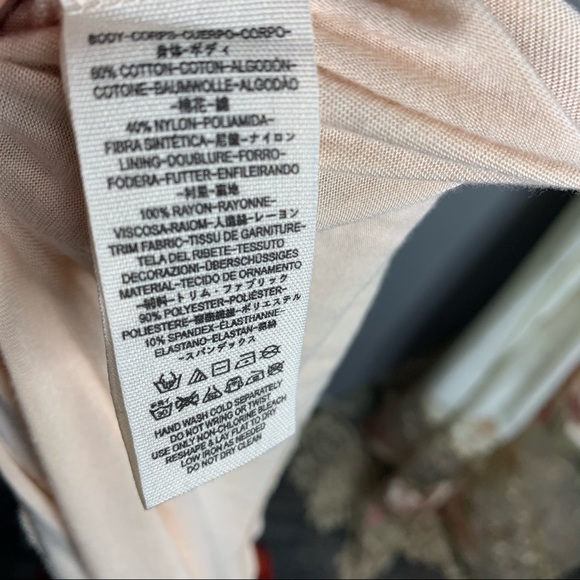 BODY-CORPS-CUERPO-CORPO-
身体-ボディ
60% COTTON-COTON-ALGODÓN-
COTONE-BAUMWOLLE-ALGODÃO
-棉花-綿
40% NYLON-POLIAMIDA-
FIBRA SINTÉTICA-尼龍-ナイロン
LINING-DOUBLURE-FORRO-
FODERA-FUTTER-ENFILEIRANDO
-衬里-裏地
100% RAYON-RAYONNE-
VISCOSA-RAIOM-人造絲-レーヨン
TRIM FABRIC-TISSU DE GARNITURE-
TELA DEL RIBETE-TESSUTO
DECORAZIONI-ÜBERSCHÜSSIGES
MATERIAL-TECIDO DE ORNAMENTO
-輔料-トリム・ファブリック
90% POLYESTER-POLIÉSTER-
POLIESTERE-聚酯纖維-ポリエステル
10% SPANDEX-ÉLASTHANNE-
ELASTANO-ELASTAN-氨綸
-スパンデックス
30
HAND WASH COLD SEPARATELY
DO NOT WRING OR TWIST
USE ONLY NON-CHLORINE BLEACH
RESHAPE & LAY FLAT TO DRY
LOW IRON AS NEEDED
DO NOT DRY CLEAN